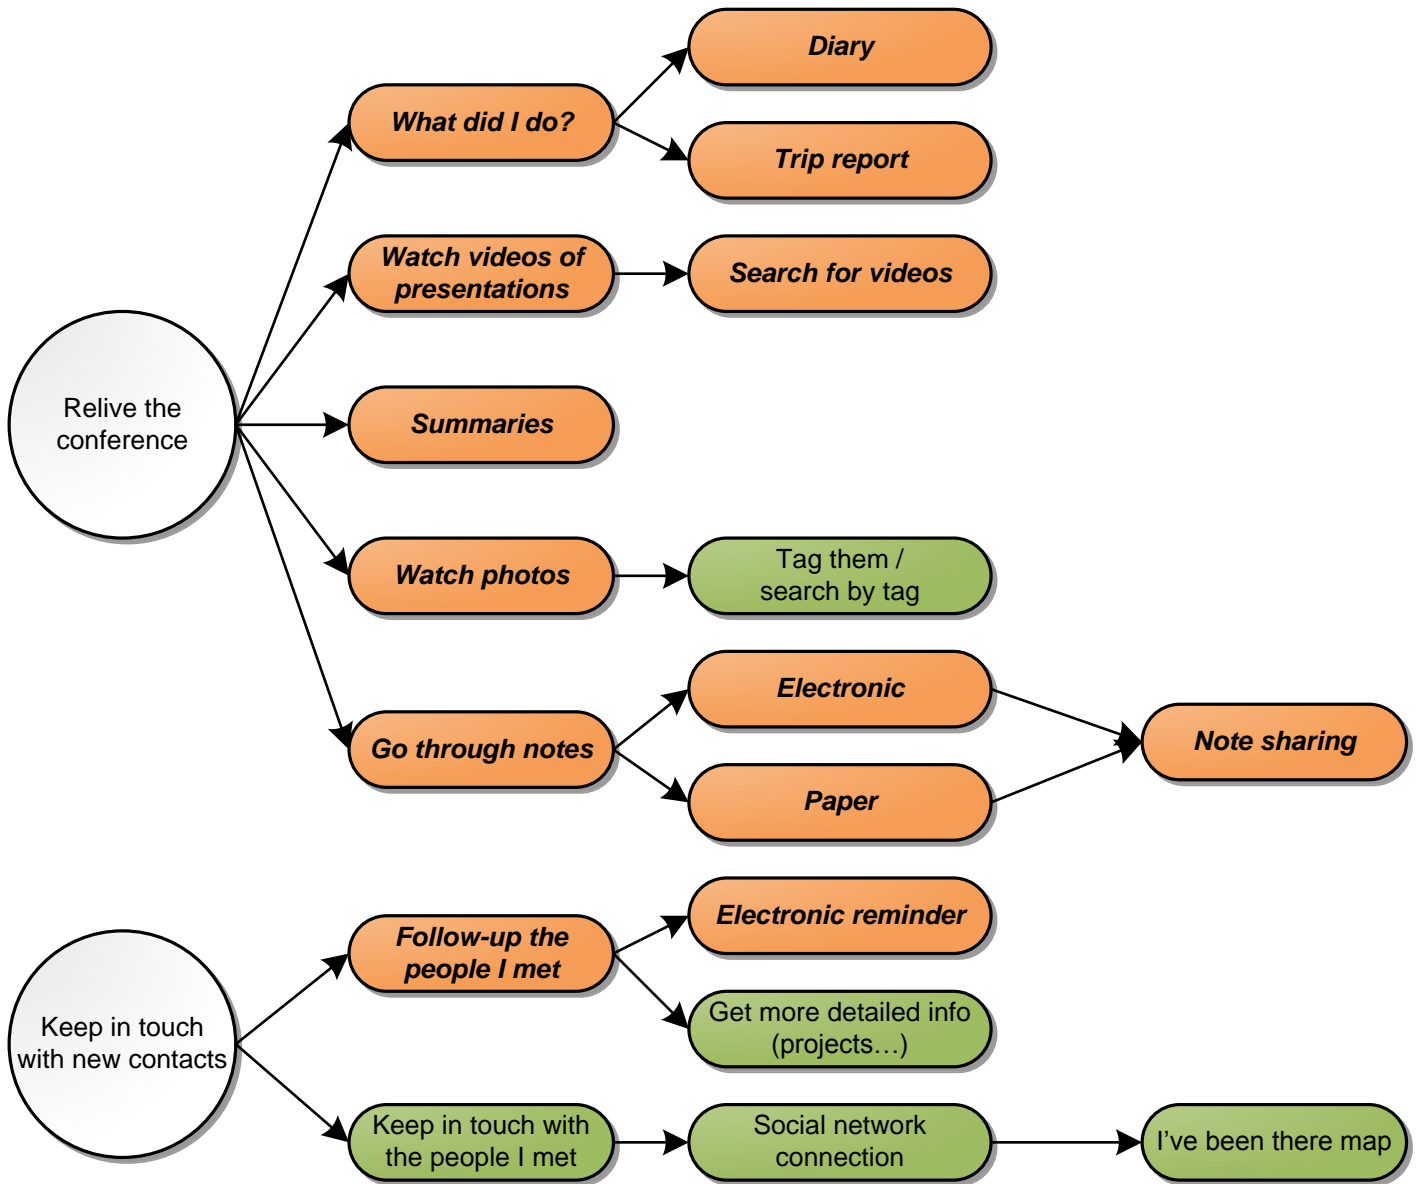 Diary
What did I do?
Trip report
Watch videos of
presentations
Search for videos
Relive the
conference
Summaries
Watch photos
Tag them /
search by tag
Electronic
Go through notes
Note sharing
Paper
Electronic reminder
Follow-up the
people I met
Get more detailed info
(projects…)
Keep in touch
with new contacts
Keep in touch with
the people I met
Social network
connection
I've been there map